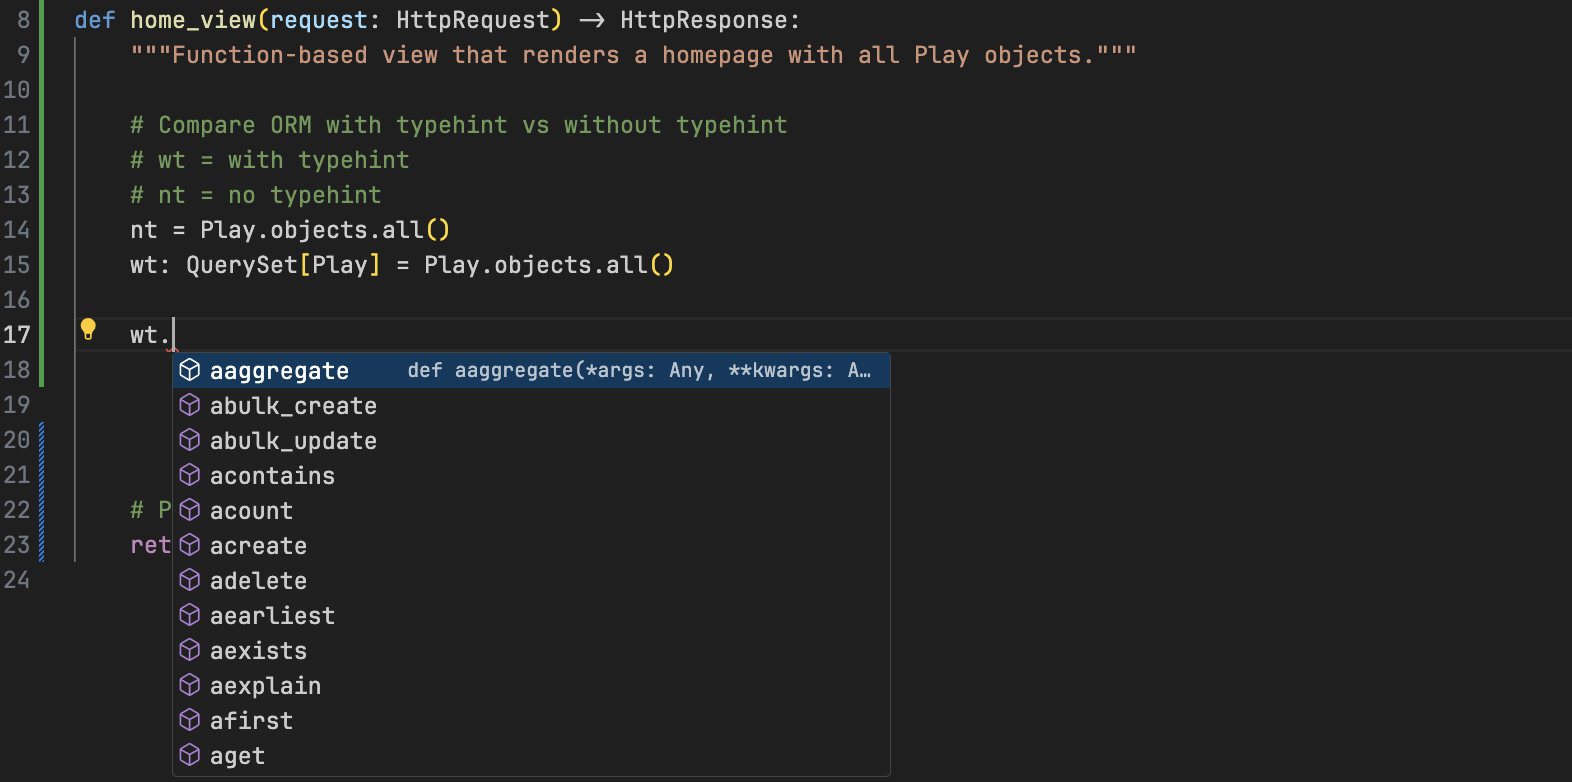 8 def home_view(request: HttpRequest) -> HttpResponse:
9 """Function-based view that renders a homepage with all Play objects."""
10
11 # Compare ORM with typehint vs without typehint
12 # wt = with typehint
13 # nt = no typehint
14 nt = Play.objects.all()
15 wt: QuerySet[Play] = Play.objects.all()
16
17 wt.
18 aaggregate def aaggregate(*args: Any, **kwargs: A…
19 abulk_create
20 abulk_update
21 acontains
22 # P acount
23 ret acreate
24 adelete
aearliest
aexists
aexplain
afirst
aget